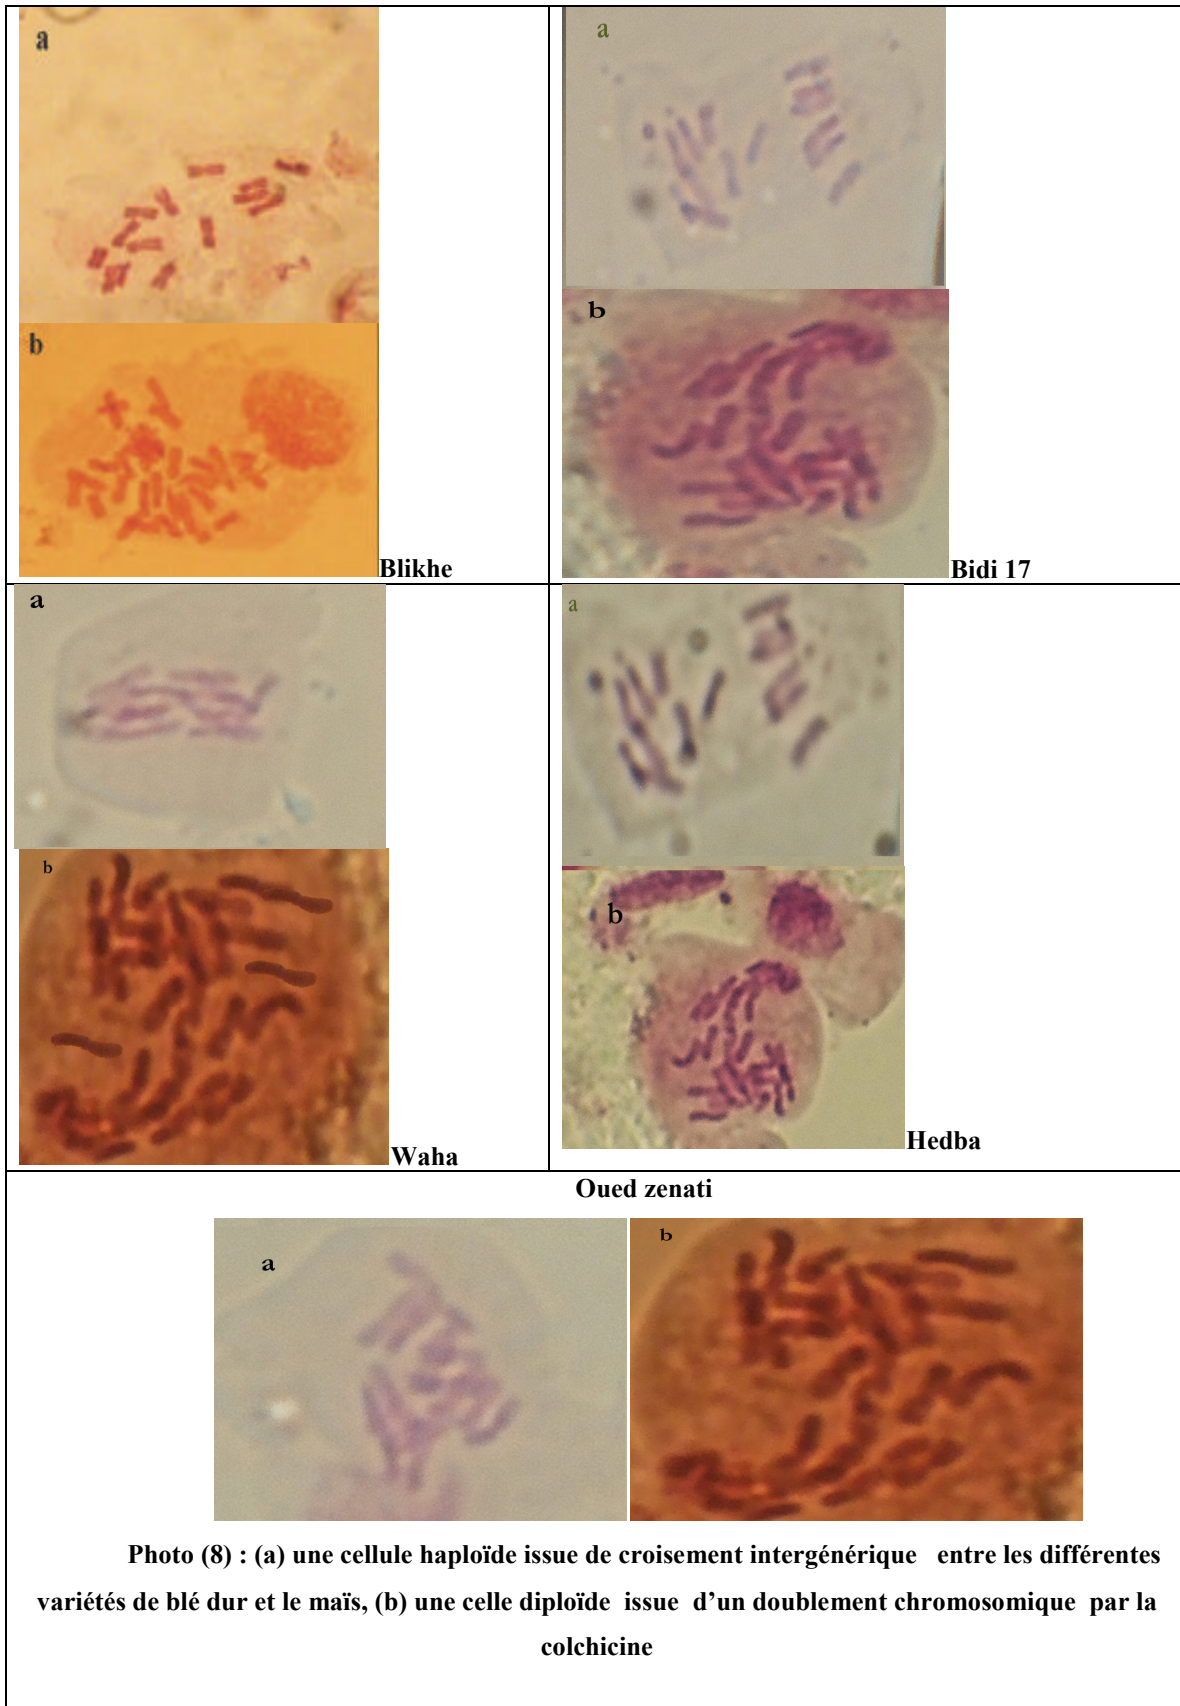 a
b
Blikhe
a
b
Bidi 17
a
b
Waha
a
b
Hedba
Oued zenati
a
b
Photo (8) : (a) une cellule haploïde issue de croisement intergénérique entre les différentes
variétés de blé dur et le maïs, (b) une celle diploïde issue d’un doublement chromosomique par la
colchicine